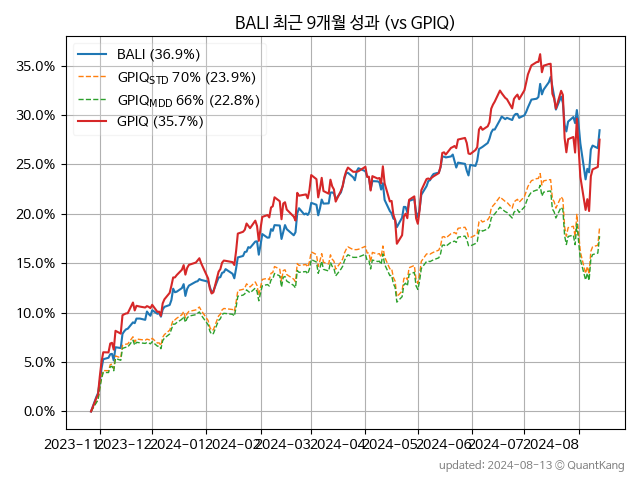 BALI 최근 9개월 성과 (vs GPIQ)
BALI (36.9%)
GPIQSTD 70% (23.9%)
GPIQMDD 66% (22.8%)
GPIQ (35.7%)
35.0%
30.0%
25.0%
20.0%
15.0%
10.0%
5.0%
0.0%
2023-11 2023-12 2024-01 2024-02 2024-03 2024-04 2024-05 2024-06 2024-07 2024-08
updated: 2024-08-13 © QuantKang